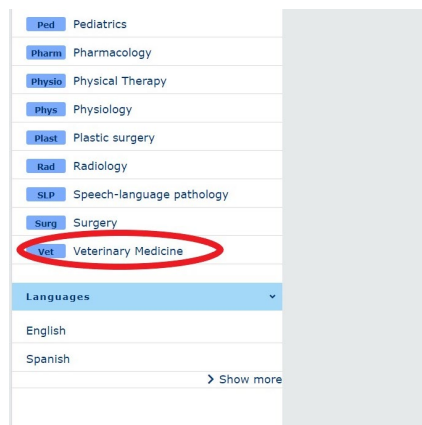 Ped Pediatrics
Pharm Pharmacology
Physio Physical Therapy
Phys Physiology
Plast Plastic surgery
Rad Radiology
SLP Speech-language pathology
Surg Surgery
Vet Veterinary Medicine
Languages
English
Spanish
Show more